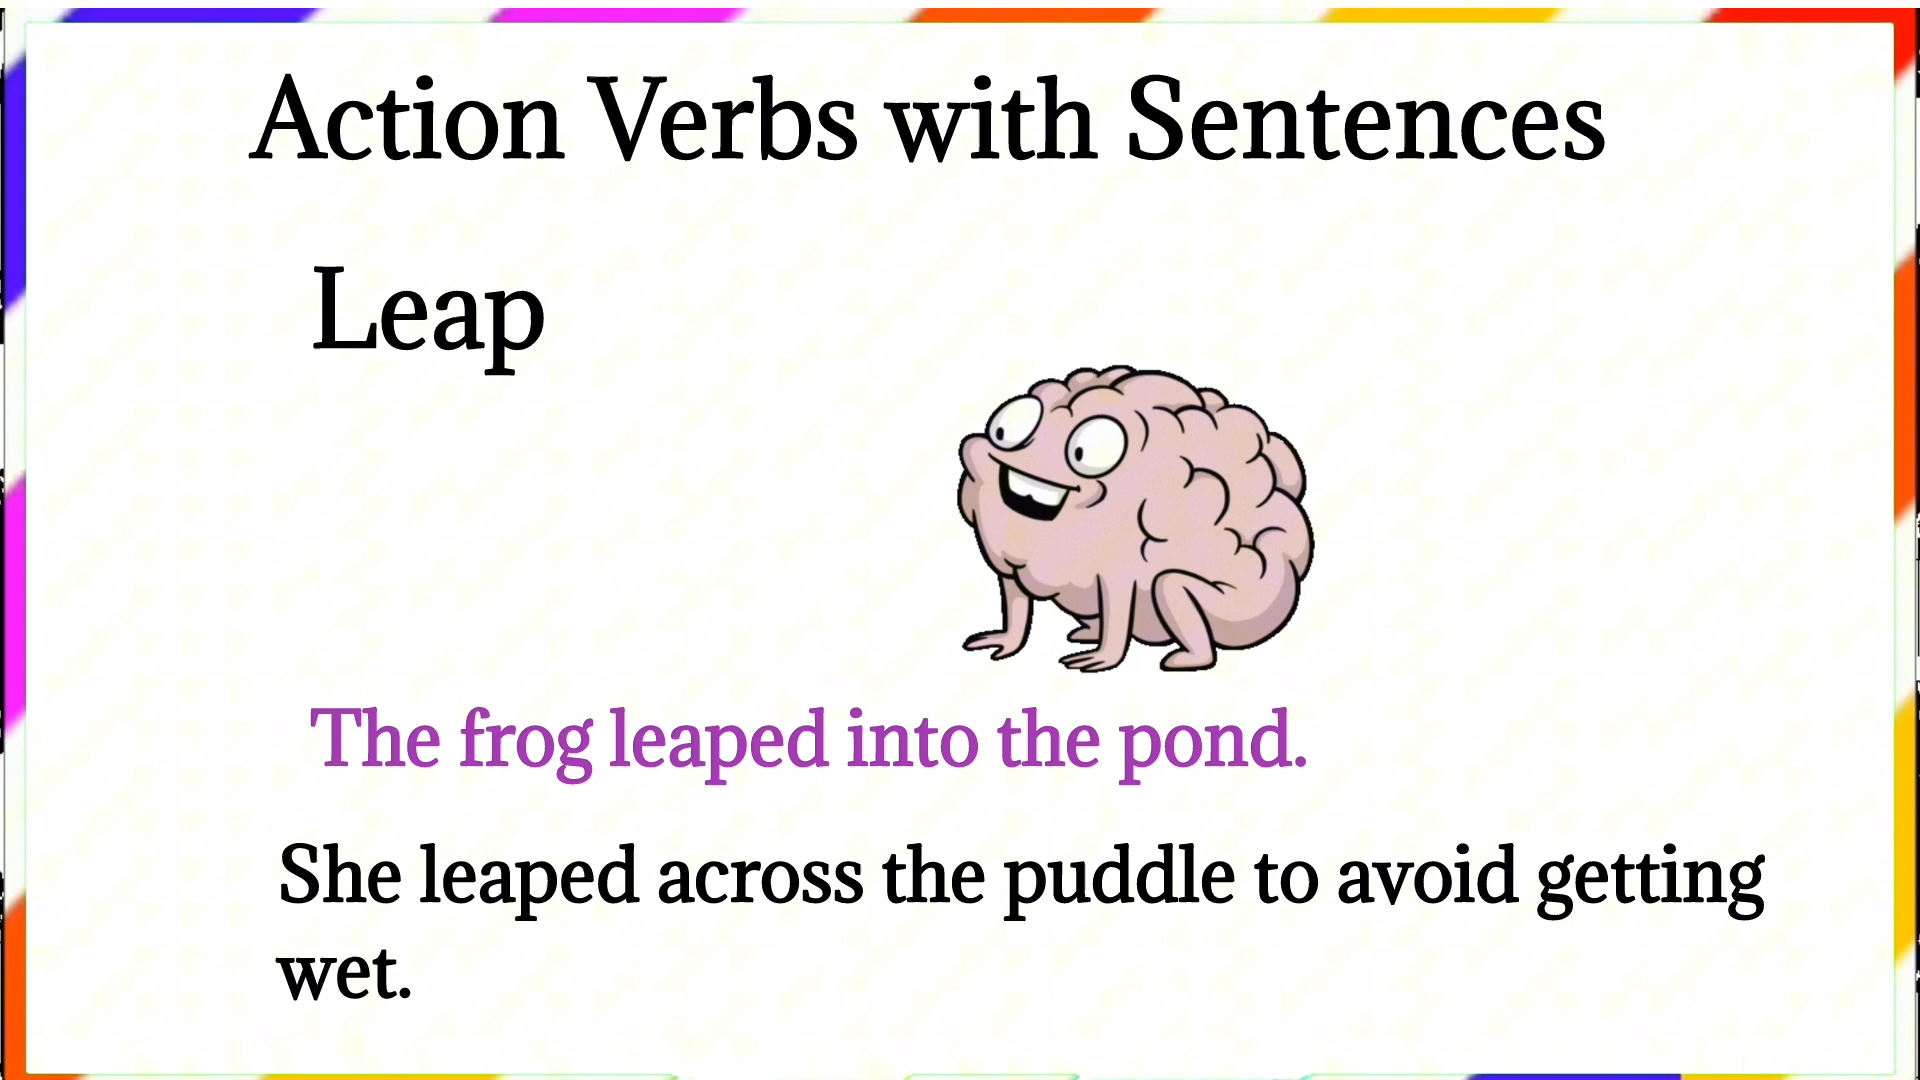 Action Verbs with Sentences
Leap
The frog leaped into the pond.
She leaped across the puddle to avoid getting
wet.